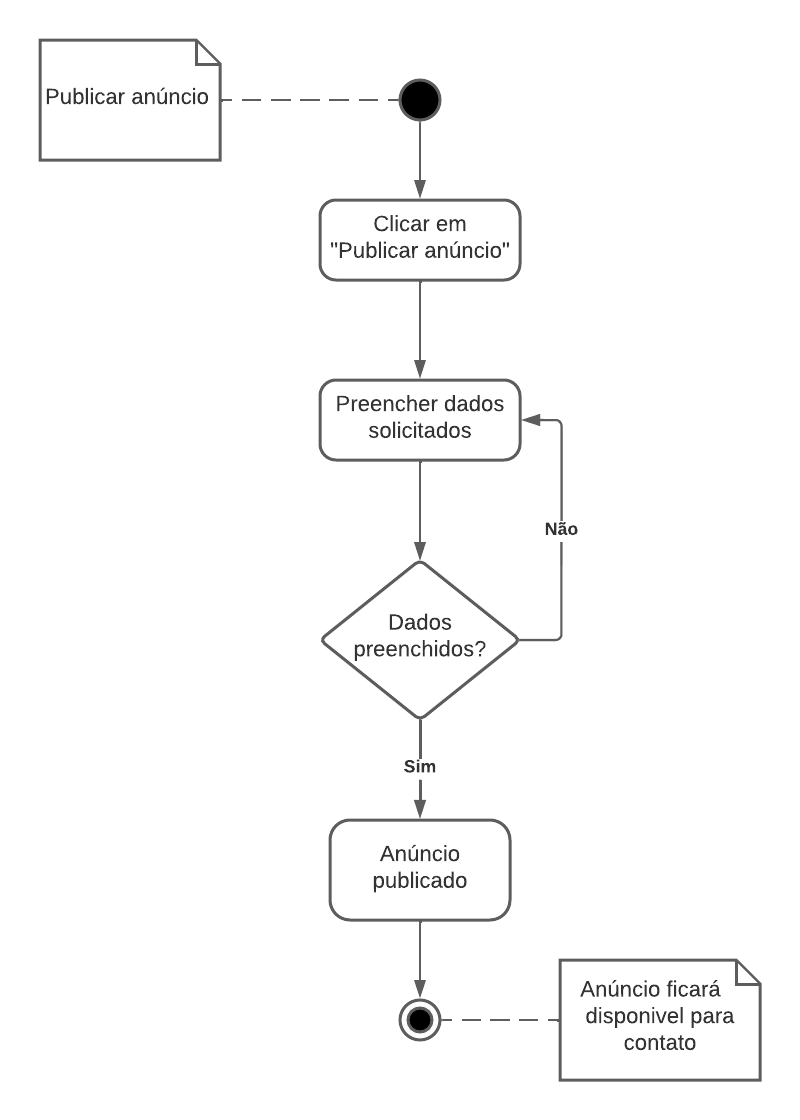 Publicar anúncio
Clicar em
"Publicar anúncio"
Preencher dados
solicitados
Não
Dados
preenchidos?
Sim
Anúncio
publicado
Anúncio ficará
disponivel para
contato